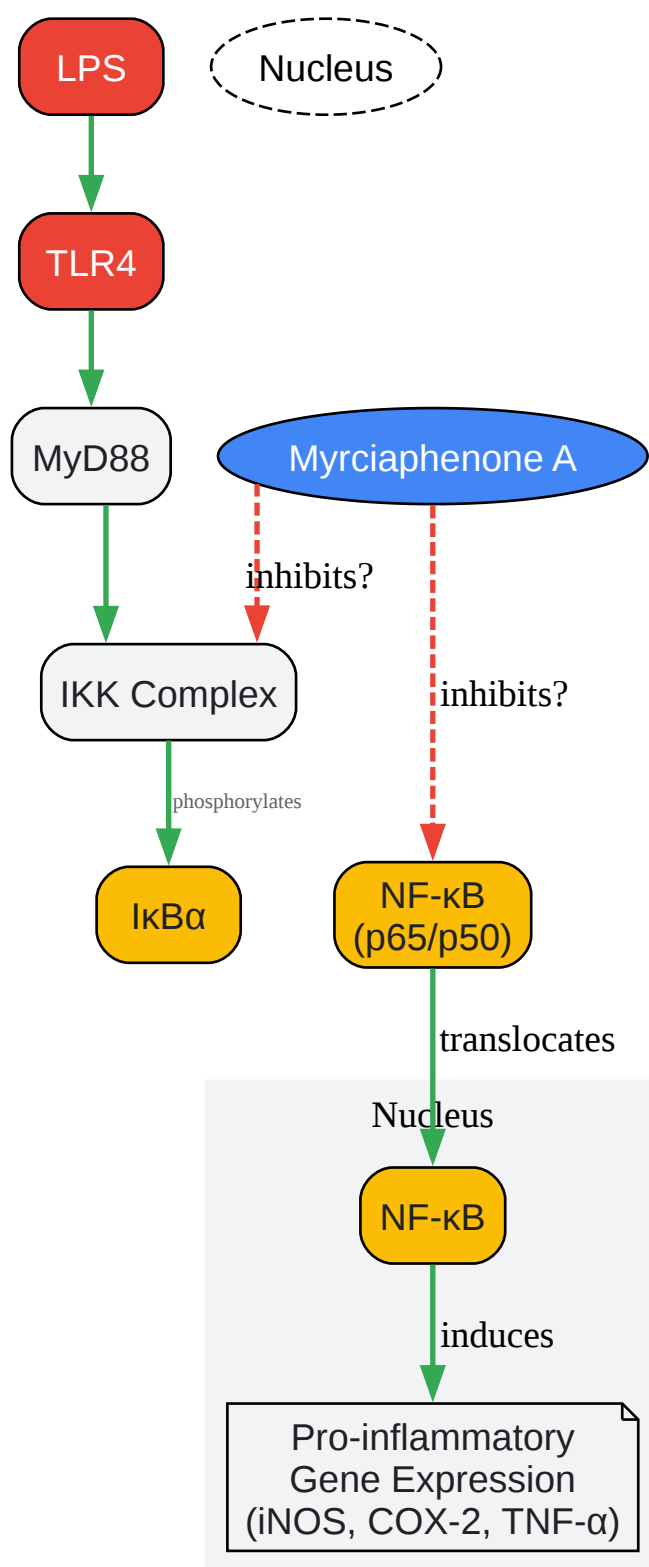 LPS
Nucleus
TLR4
MyD88
Myrciaphenone A
inhibits?
IKK Complex
inhibits?
phosphorylates
IκBα
NF-κB
(p65/p50)
translocates
Nucleus
NF-κB
induces
Pro-inflammatory
Gene Expression
(iNOS, COX-2, TNF-α)